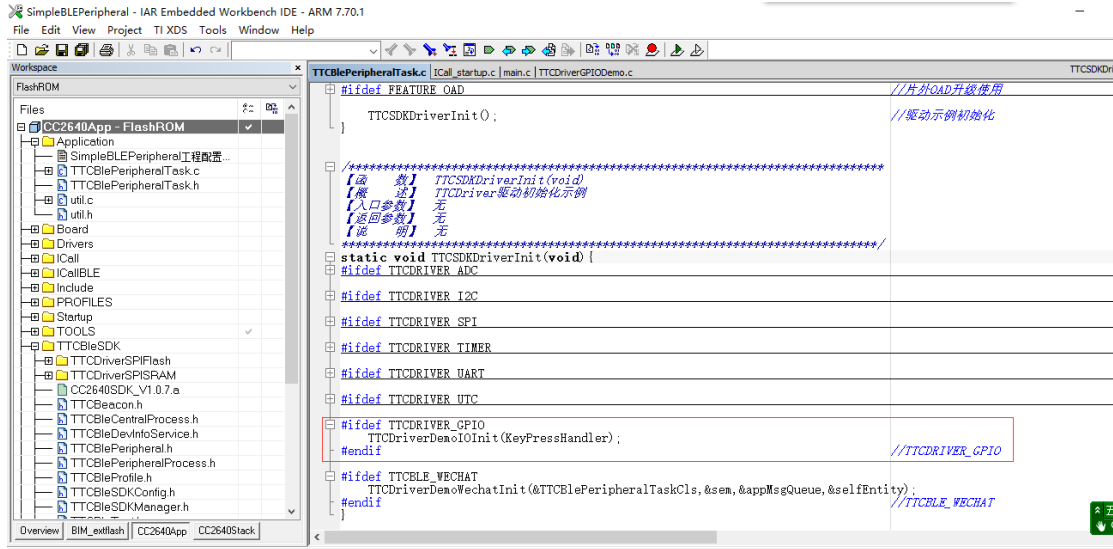 SimpleBLEPeripheral - IAR Embedded Workbench IDE - ARM 7.70.1
File Edit View Project TI XDS Tools Window Help
Workspace
FlashROM
Files
CC2640App - FlashROM
Application
SimpleBLEPeripheral工程配置...
TTCBlePeripheralTask.c
TTCBlePeripheralTask.h
util.c
util.h
Board
Drivers
ICall
ICallBLE
Include
PROFILES
Startup
TOOLS
TTCBleSDK
TTCDriverSPIFlash
TTCDriverSPISRAM
CC2640SDK_V1.0.7.a
TTCBeacon.h
TTCBleCentralProcess.h
TTCBleDevInfoService.h
TTCBlePeripheral.h
TTCBlePeripheralProcess.h
TTCBleProfile.h
TTCBleSDKConfig.h
TTCBleSDKManager.h
Overview BIM_extflash CC2640App CC2640Stack
TTCBlePeripheralTask.c ICall_startup.c main.c TTCDriverGPIODemo.c TTCSDKDri
#ifdef FEATURE_OAD //片外OAD升级使用
TTCSDKDriverInit(); //驱动示例初始化
}
/*******************************************************************************
【函 数】 TTCSDKDriverInit(void)
【概 述】 TTCDriver驱动初始化示例
【入口参数】 无
【返回参数】 无
【说 明】 无
*******************************************************************************/
static void TTCSDKDriverInit(void){
#ifdef TTCDRIVER_ADC
#ifdef TTCDRIVER_I2C
#ifdef TTCDRIVER_SPI
#ifdef TTCDRIVER_TIMER
#ifdef TTCDRIVER_UART
#ifdef TTCDRIVER_UTC
#ifdef TTCDRIVER_GPIO
TTCDriverDemoIOInit(KeyPressHandler);
#endif //TTCDRIVER_GPIO
#ifdef TTCBLE_WECHAT
TTCDriverDemoWechatInit(&TTCBlePeripheralTaskCls,&sem,&appMsgQueue,&selfEntity);
#endif //TTCBLE_WECHAT
}